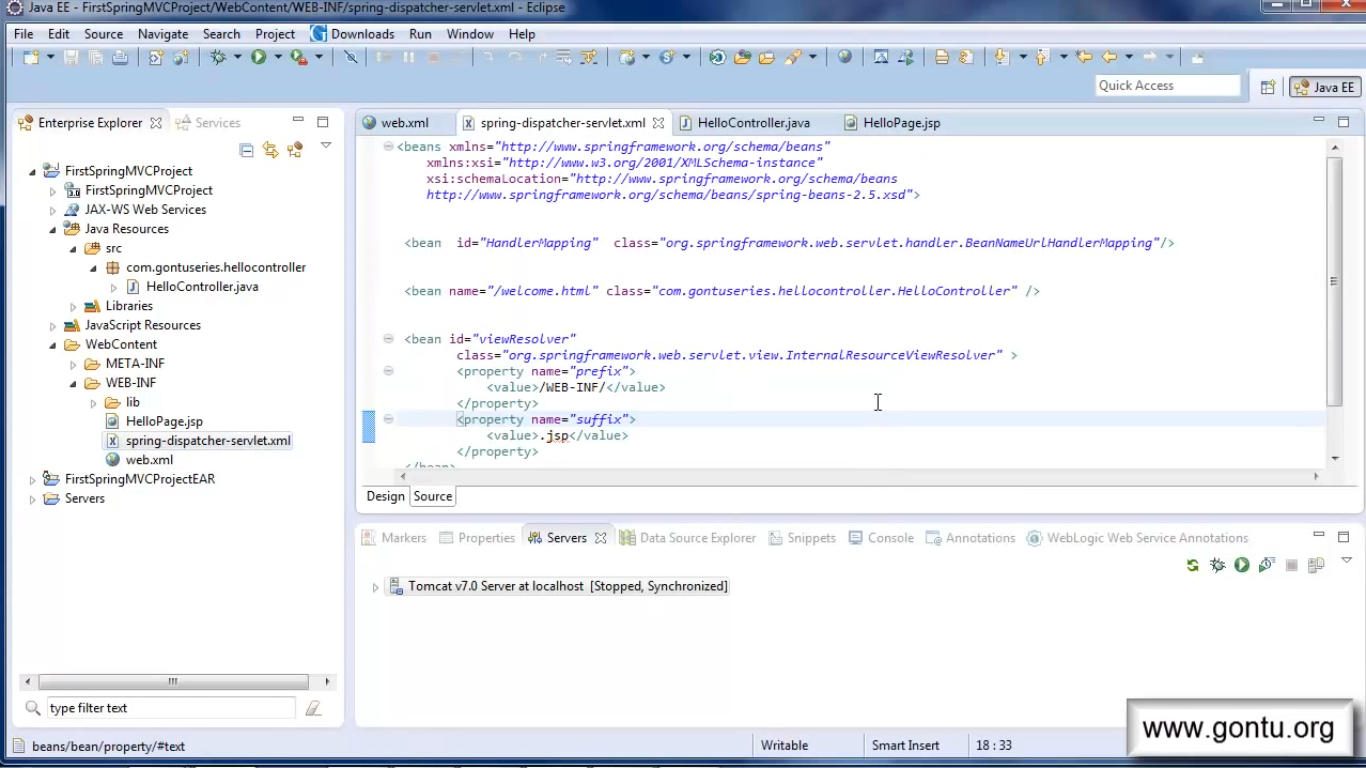 Java EE - FirstSpringMVCProject/WebContent/WEB-INF/spring-dispatcher-servlet.xml - Eclipse
File Edit Source Navigate Search Project Downloads Run Window Help
Quick Access Java EE
Enterprise Explorer Services
FirstSpringMVCProject
FirstSpringMVCProject
JAX-WS Web Services
Java Resources
src
com.gontuseries.hellocontroller
HelloController.java
Libraries
JavaScript Resources
WebContent
META-INF
WEB-INF
lib
HelloPage.jsp
spring-dispatcher-servlet.xml
web.xml
FirstSpringMVCProjectEAR
Servers
type filter text
web.xml spring-dispatcher-servlet.xml HelloController.java HelloPage.jsp
<beans xmlns="http://www.springframework.org/schema/beans"
xmlns:xsi="http://www.w3.org/2001/XMLSchema-instance"
xsi:schemaLocation="http://www.springframework.org/schema/beans
http://www.springframework.org/schema/beans/spring-beans-2.5.xsd">
<bean id="HandlerMapping" class="org.springframework.web.servlet.handler.BeanNameUrlHandlerMapping"/>
<bean name="/welcome.html" class="com.gontuseries.hellocontroller.HelloController" />
<bean id="viewResolver"
class="org.springframework.web.servlet.view.InternalResourceViewResolver" >
<property name="prefix">
<value>/WEB-INF/</value>
</property>
<property name="suffix">
<value>.jsp</value>
</property>
</bean>
Design Source
Markers Properties Servers Data Source Explorer Snippets Console Annotations WebLogic Web Service Annotations
Tomcat v7.0 Server at localhost [Stopped, Synchronized]
www.gontu.org
beans/bean/property/#text Writable Smart Insert 18 : 33